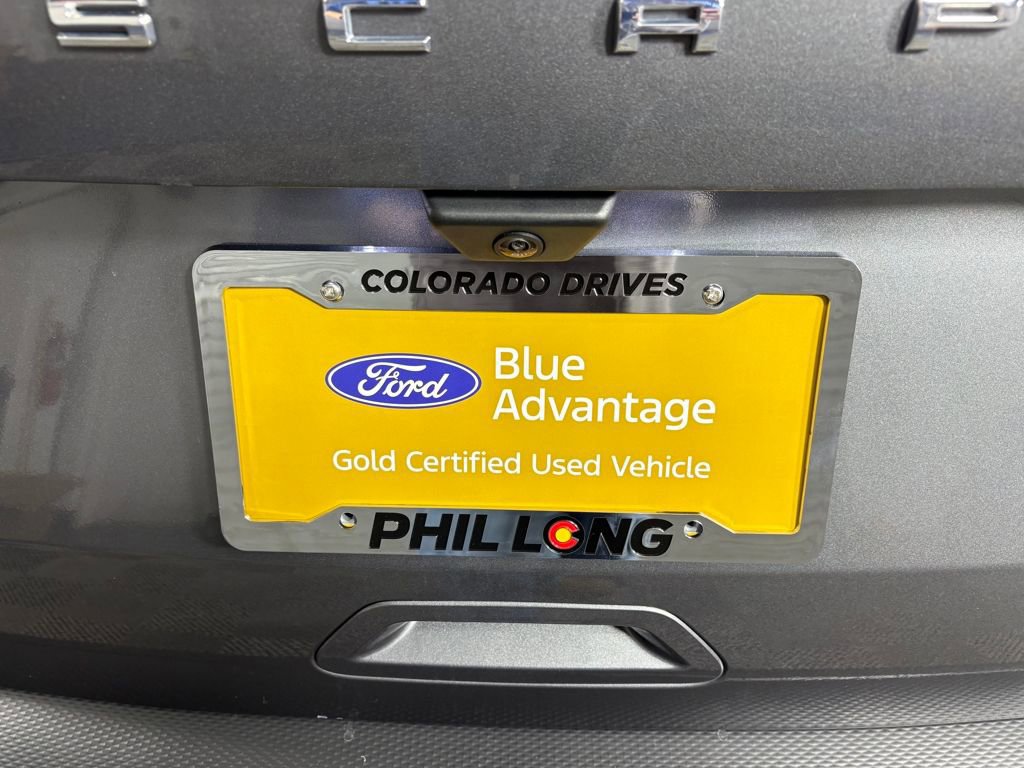 S C A P
COLORADO DRIVES
Ford
Blue
Advantage
Gold Certified Used Vehicle
PHIL LONG